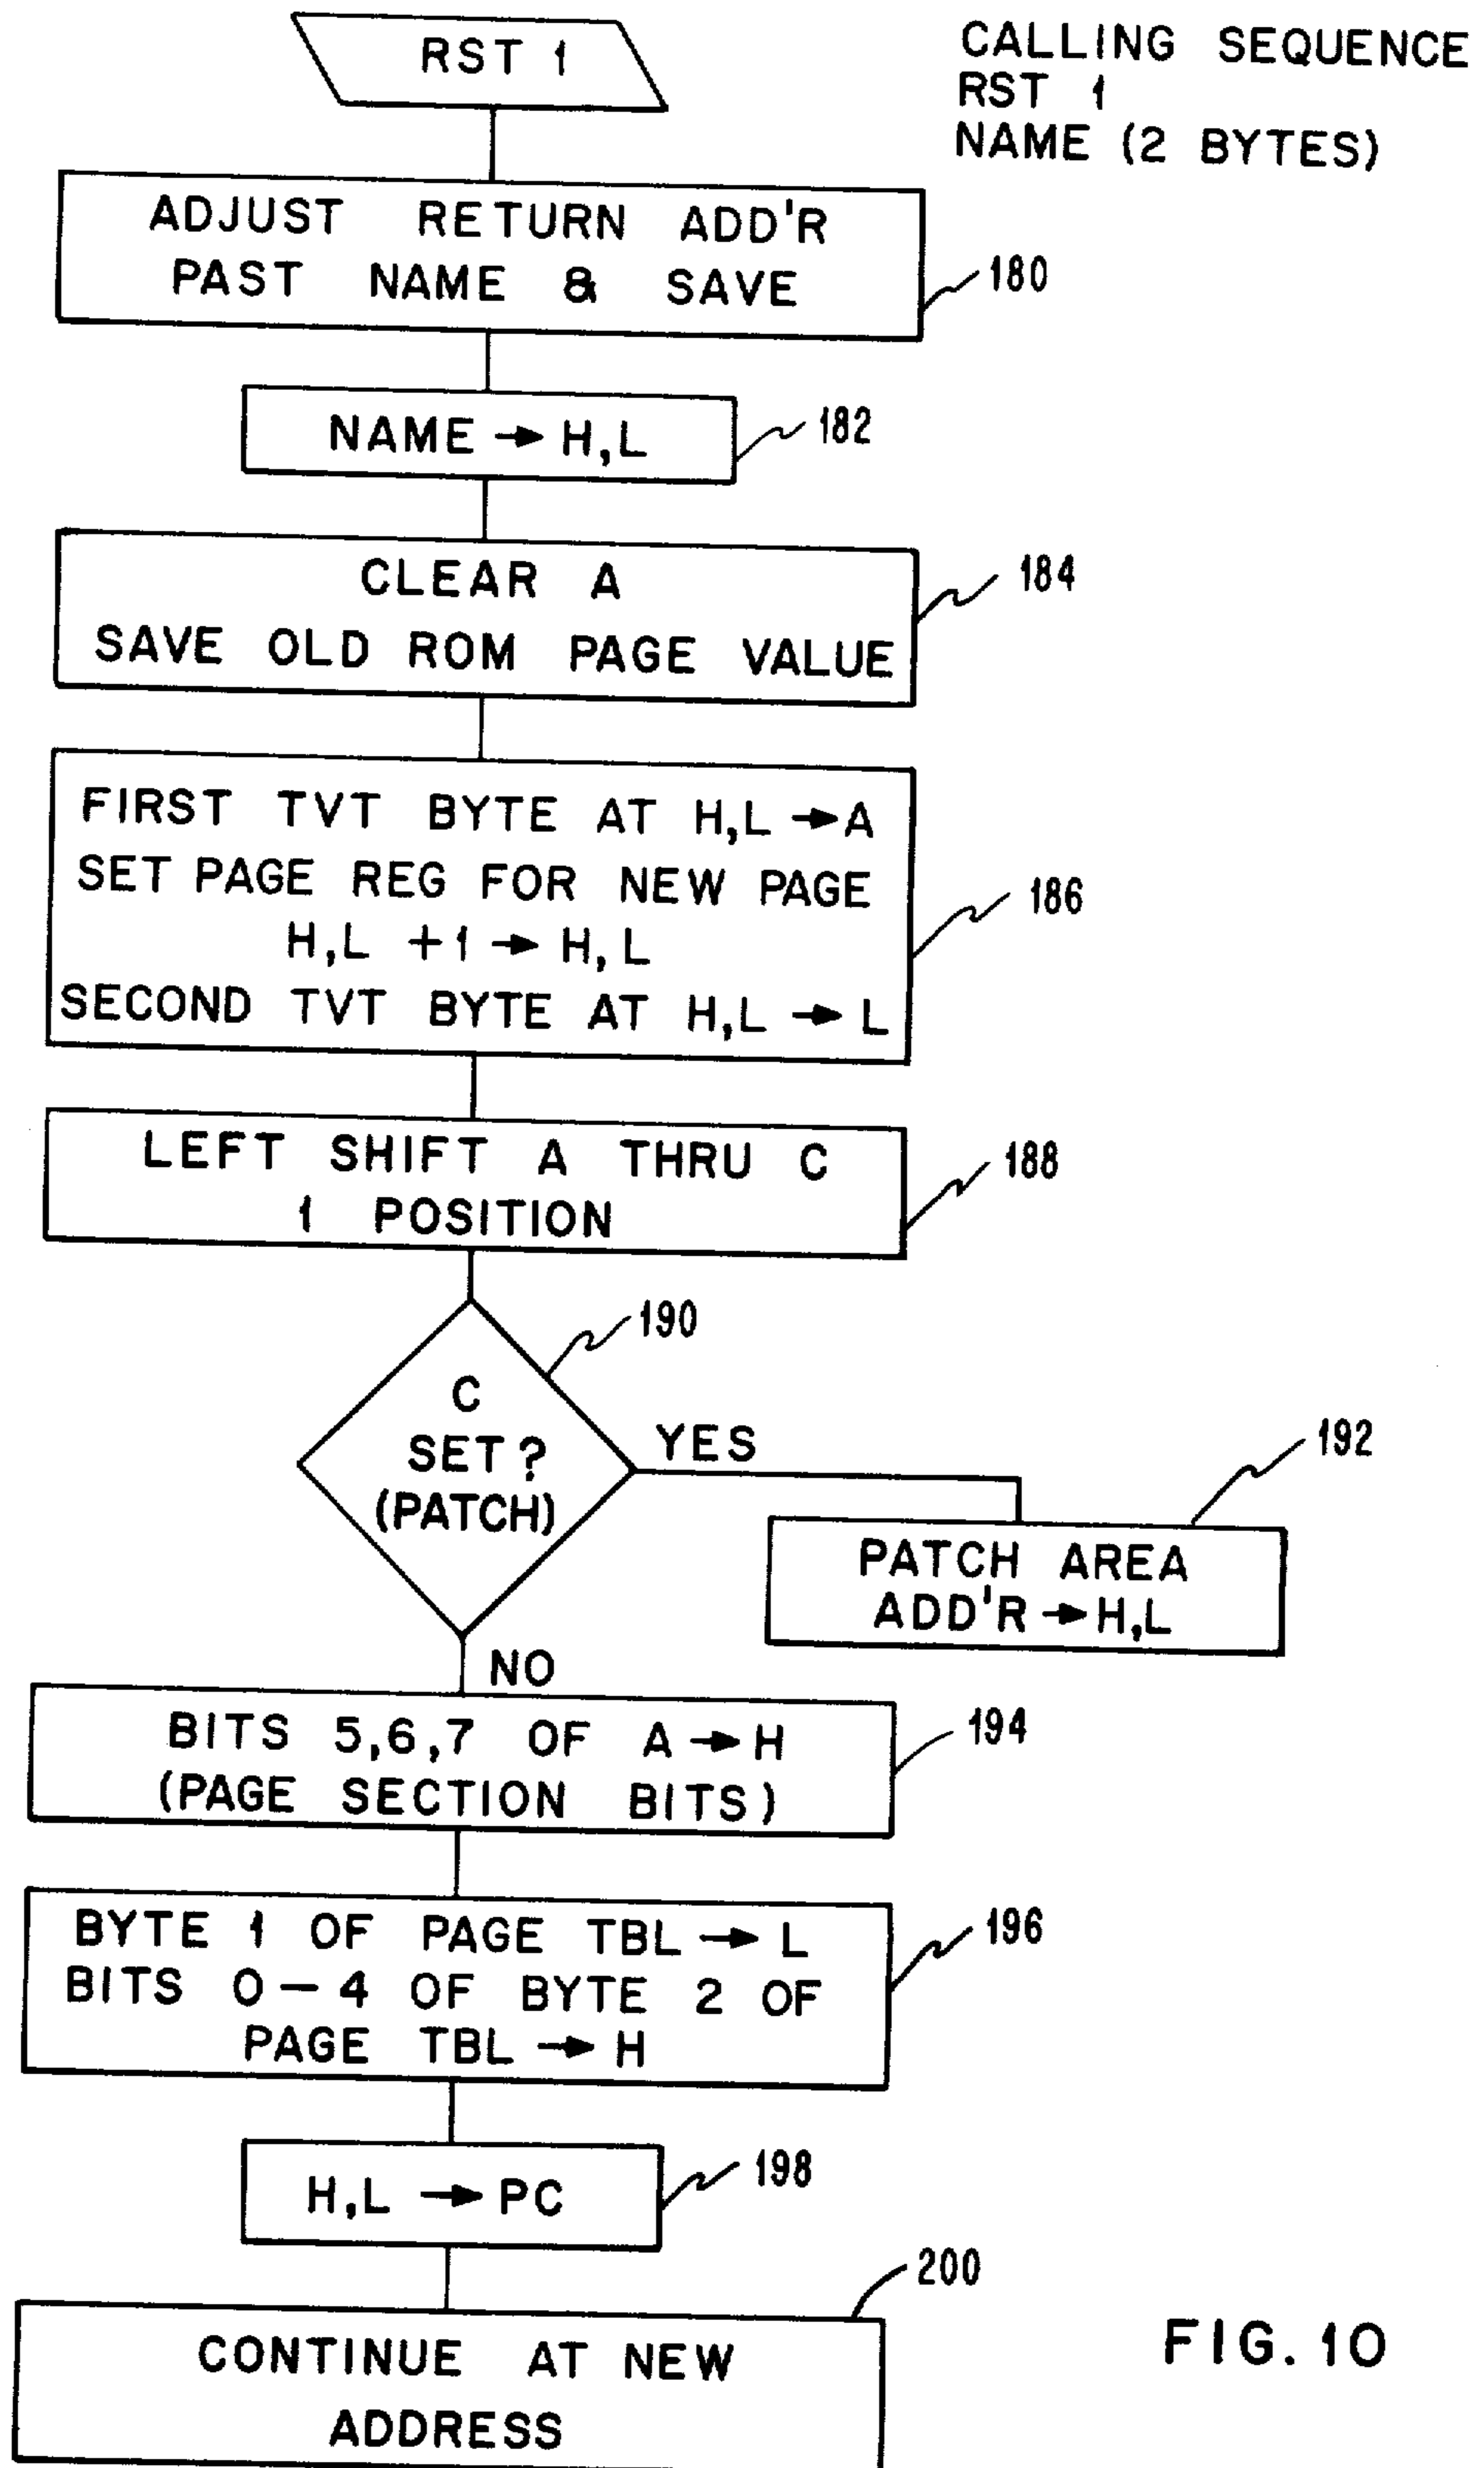 RST 1
CALLING SEQUENCE
RST 1
NAME (2 BYTES)
ADJUST RETURN ADD'R
PAST NAME & SAVE
180
NAME → H,L
182
CLEAR A
SAVE OLD ROM PAGE VALUE
184
FIRST TVT BYTE AT H,L → A
SET PAGE REG FOR NEW PAGE
H,L +1 → H,L
SECOND TVT BYTE AT H,L → L
186
LEFT SHIFT A THRU C
1 POSITION
188
190
C
SET?
(PATCH)
YES
192
PATCH AREA
ADD'R → H,L
NO
BITS 5,6,7 OF A → H
(PAGE SECTION BITS)
194
BYTE 1 OF PAGE TBL → L
BITS 0-4 OF BYTE 2 OF
PAGE TBL → H
196
H,L → PC
198
200
CONTINUE AT NEW
ADDRESS
FIG. 10